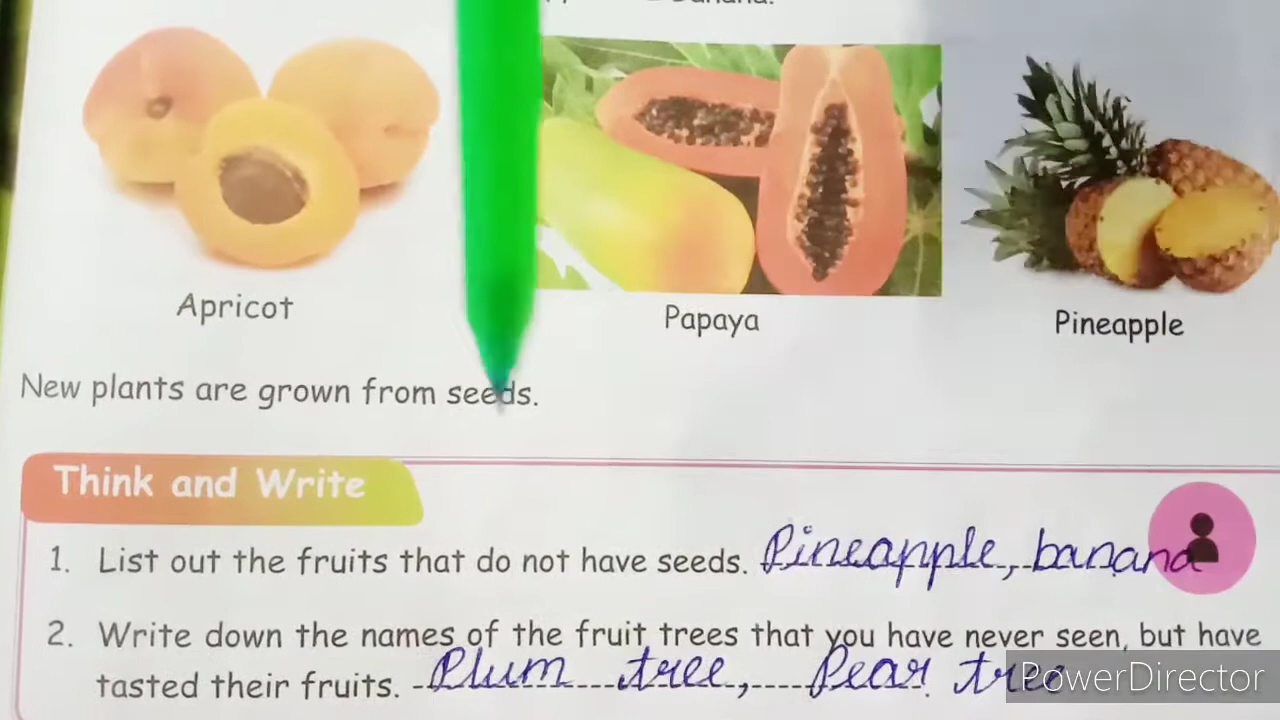 Banana.
Apricot
Papaya
Pineapple
New plants are grown from seeds.
Think and Write
1. List out the fruits that do not have seeds. Pineapple, banana
2. Write down the names of the fruit trees that you have never seen, but have
tasted their fruits. Plum tree, Pear tree
PowerDirector